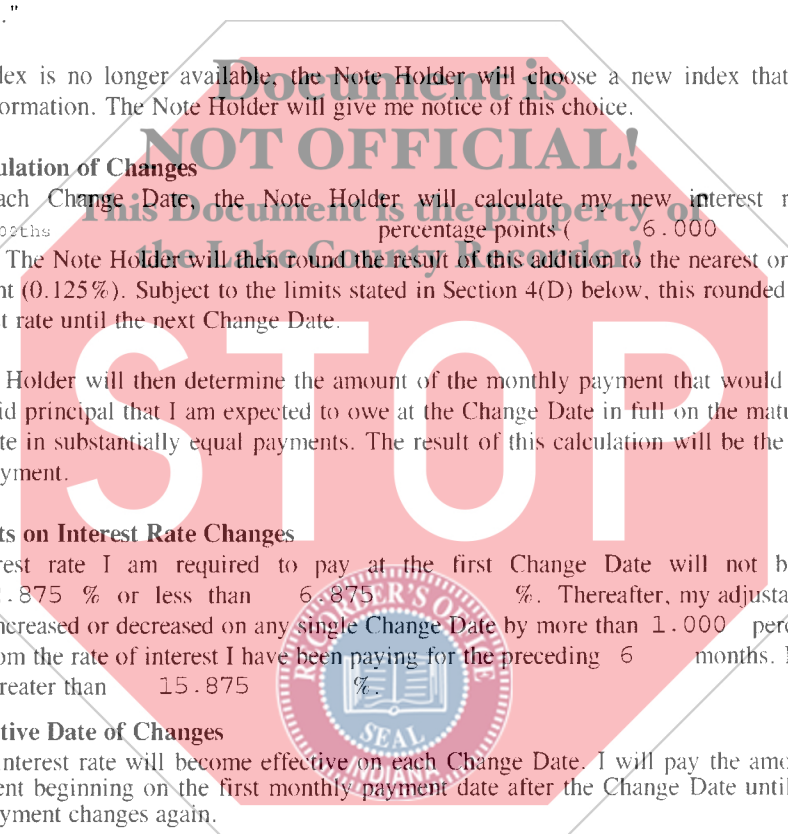 ."
dex is no longer available, the Note Holder will choose a new index that
ormation. The Note Holder will give me notice of this choice.
Document is
NOT OFFICIAL!
This Document is the property of
the Lake County Recorder!
ulation of Changes
ach Change Date, the Note Holder will calculate my new interest r
percentage points ( 6.000
The Note Holder will then round the result of this addition to the nearest or
nt (0.125%). Subject to the limits stated in Section 4(D) below, this rounded
t rate until the next Change Date.
Holder will then determine the amount of the monthly payment that would
id principal that I am expected to owe at the Change Date in full on the matu
te in substantially equal payments. The result of this calculation will be the
yment.
STOP
ts on Interest Rate Changes
rest rate I am required to pay at the first Change Date will not b
.875 % or less than 6.875 %. Thereafter, my adjusta
ncreased or decreased on any single Change Date by more than 1.000 perc
om the rate of interest I have been paying for the preceding 6 months.
reater than 15.875 %.
RECORDER'S OFFICE
SEAL
INDIANA
tive Date of Changes
interest rate will become effective on each Change Date. I will pay the amo
ent beginning on the first monthly payment date after the Change Date until
yment changes again.